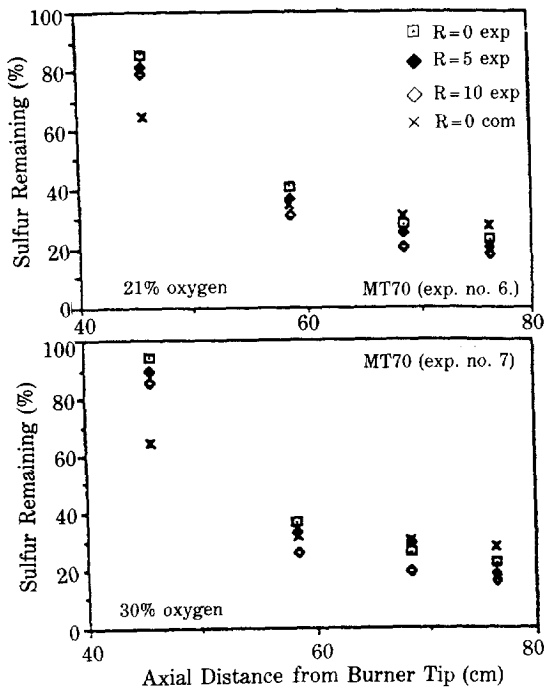 100
80
60
40
20
0
Sulfur Remaining (%)
R=0 exp
R=5 exp
R=10 exp
R=0 com
21% oxygen
MT70 (exp. no. 6.)
40
60
80
100
80
60
40
20
0
Sulfur Remaining (%)
MT70 (exp. no. 7)
30% oxygen
40
60
80
Axial Distance from Burner Tip (cm)